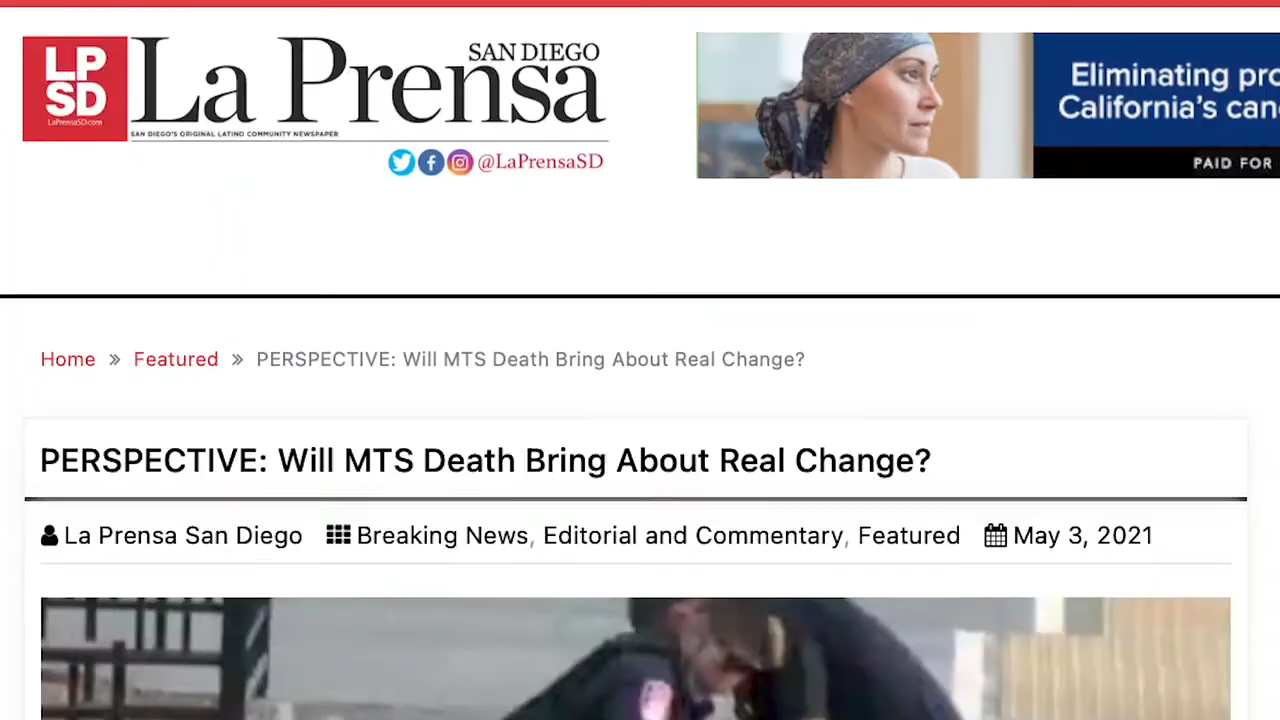 LP
SD
LaPrensaSD.com
La Prensa
SAN DIEGO
SAN DIEGO'S ORIGINAL LATINO COMMUNITY NEWSPAPER
@LaPrensaSD
Eliminating pro
California's can
PAID FOR
Home » Featured » PERSPECTIVE: Will MTS Death Bring About Real Change?
PERSPECTIVE: Will MTS Death Bring About Real Change?
La Prensa San Diego Breaking News, Editorial and Commentary, Featured May 3, 2021